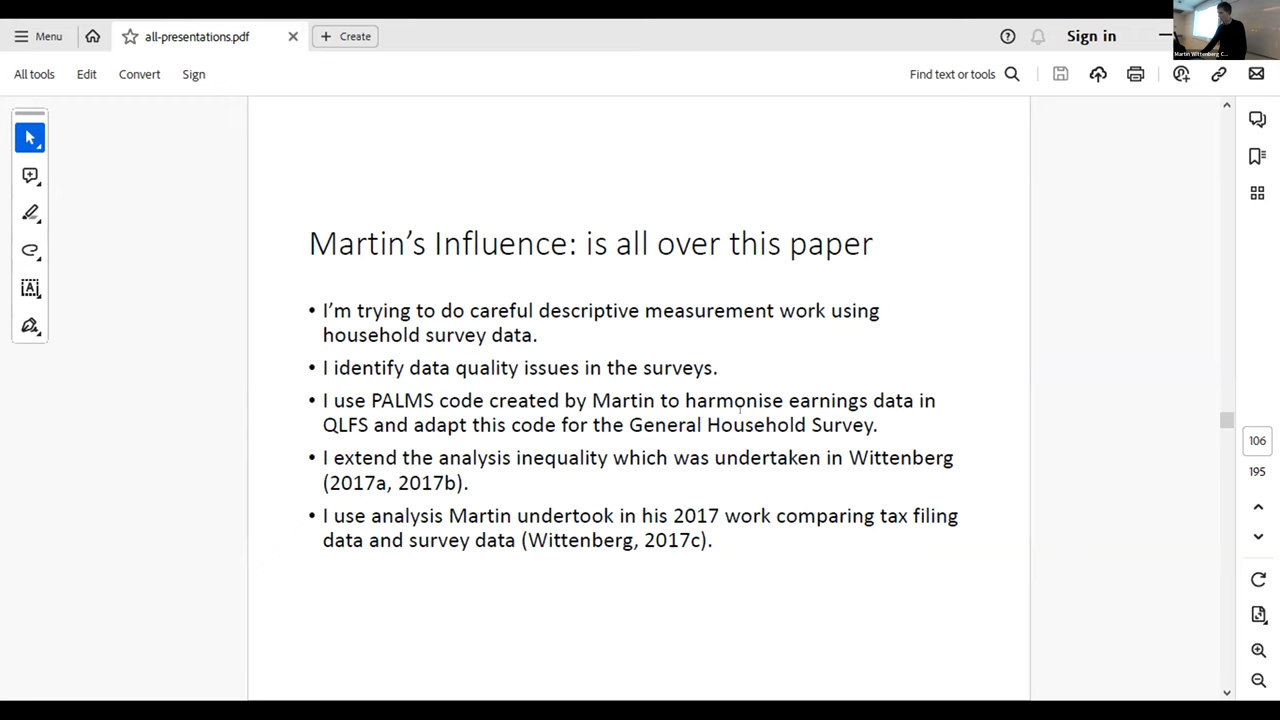 Menu
all-presentations.pdf
Create
Sign in
Martin Wittenberg C...
All tools
Edit
Convert
Sign
Find text or tools
Martin’s Influence: is all over this paper
• I’m trying to do careful descriptive measurement work using
household survey data.
• I identify data quality issues in the surveys.
• I use PALMS code created by Martin to harmonise earnings data in
QLFS and adapt this code for the General Household Survey.
• I extend the analysis inequality which was undertaken in Wittenberg
(2017a, 2017b).
• I use analysis Martin undertook in his 2017 work comparing tax filing
data and survey data (Wittenberg, 2017c).
106
195